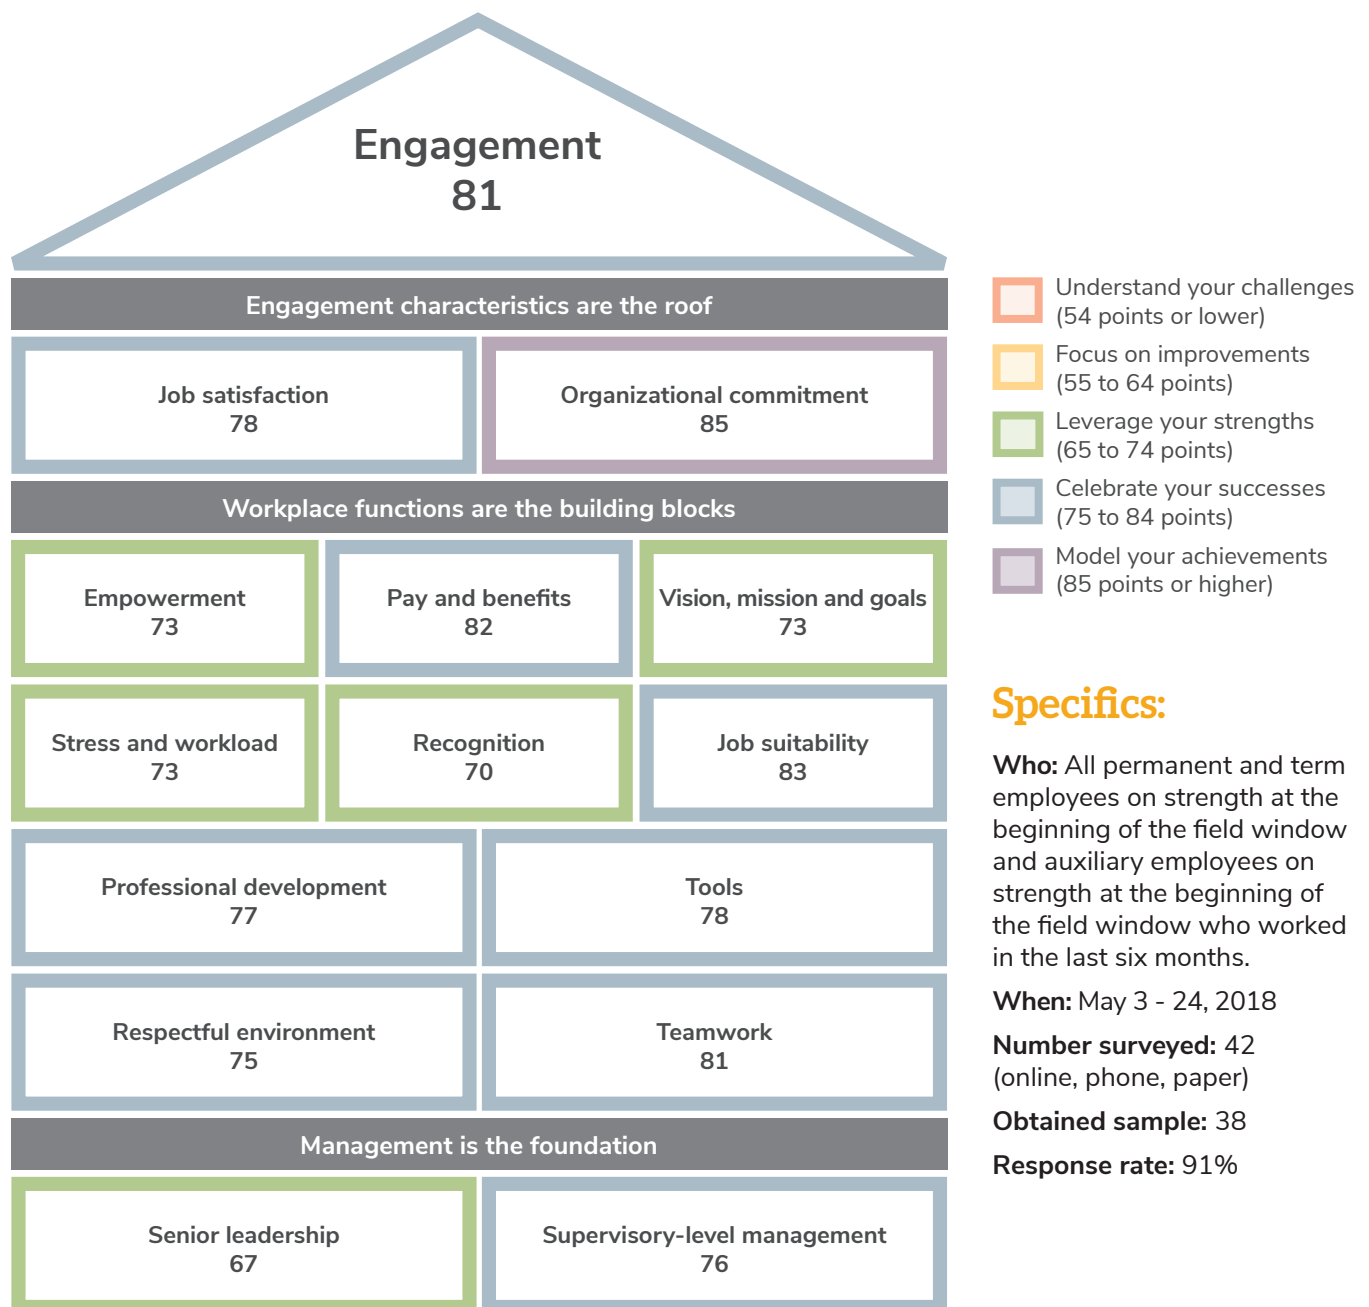 Engagement
81
Engagement characteristics are the roof
Job satisfaction
78
Organizational commitment
85
Workplace functions are the building blocks
Empowerment
73
Pay and benefits
82
Vision, mission and goals
73
Stress and workload
73
Recognition
70
Job suitability
83
Professional development
77
Tools
78
Respectful environment
75
Teamwork
81
Management is the foundation
Senior leadership
67
Supervisory-level management
76
Understand your challenges
(54 points or lower)
Focus on improvements
(55 to 64 points)
Leverage your strengths
(65 to 74 points)
Celebrate your successes
(75 to 84 points)
Model your achievements
(85 points or higher)
Specifics:
Who: All permanent and term
employees on strength at the
beginning of the field window
and auxiliary employees on
strength at the beginning of
the field window who worked
in the last six months.
When: May 3 - 24, 2018
Number surveyed: 42
(online, phone, paper)
Obtained sample: 38
Response rate: 91%